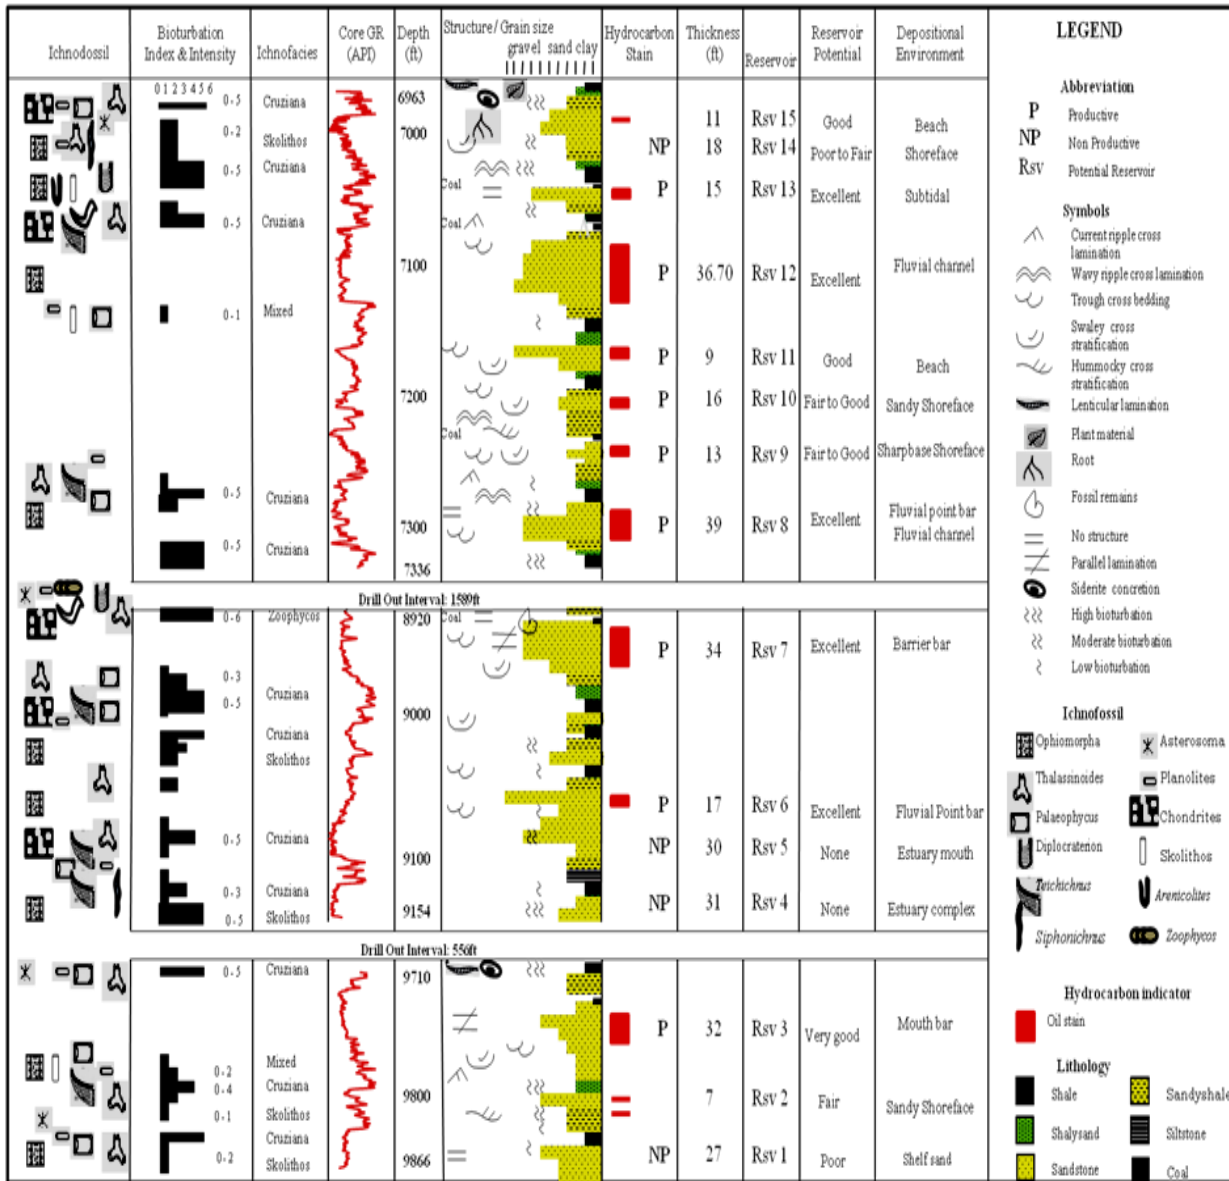 Ichnodossil
Bioturbation
Index & Intensity
Ichnofacies
Core GR
(API)
Depth
(ft)
Structure / Grain size
gravel sand clay
Hydrocarbon
Stain
Thickness
(ft)
Reservoir
Reservoir
Potential
Depositional
Environment
0 1 2 3 4 5 6
0-5 Cruziana 6963 11 Rsv 15 Good Beach
0-2 Skolithos 7000 NP 18 Rsv 14 Poor to Fair Shoreface
0-5 Cruziana
Coal P 15 Rsv 13 Excellent Subtidal
0-5 Cruziana Coal
7100 P 36.70 Rsv 12 Excellent Fluvial channel
0-1 Mixed
P 9 Rsv 11 Good Beach
7200 P 16 Rsv 10 Fair to Good Sandy Shoreface
Coal
P 13 Rsv 9 Fair to Good Sharpbase Shoreface
0-5 Cruziana
7300 P 39 Rsv 8 Excellent Fluvial point bar
Fluvial channel
0-5 Cruziana
7336
Drill Out Interval: 1589ft
0-6 Zoophycos 8920 Coal
P 34 Rsv 7 Excellent Barrier bar
0-3
0-5 Cruziana
9000
Cruziana
Skolithos
P 17 Rsv 6 Excellent Fluvial Point bar
0-5 Cruziana
9100 NP 30 Rsv 5 None Estuary mouth
0-3 Cruziana
0-5 Skolithos 9154 NP 31 Rsv 4 None Estuary complex
Drill Out Interval: 556ft
0-5 Cruziana 9710
P 32 Rsv 3 Very good Mouth bar
Mixed
0-2
0-4 Cruziana
9800 7 Rsv 2 Fair Sandy Shoreface
0-1 Skolithos
Cruziana
0-2 Skolithos 9866 NP 27 Rsv 1 Poor Shelf sand
LEGEND
Abbreviation
P Productive
NP Non Productive
Rsv Potential Reservoir
Symbols
Current ripple cross
lamination
Wavy ripple cross lamination
Trough cross bedding
Swaley cross
stratification
Hummocky cross
stratification
Lenticular lamination
Plant material
Root
Fossil remains
No structure
Parallel lamination
Siderite concretion
High bioturbation
Moderate bioturbation
Low bioturbation
Ichnofossil
Ophiomorpha Asterosoma
Thalassinoides Planolites
Palaeophycus Chondrites
Diplocraterion Skolithos
Teichichnus Arenicolites
Siphonichnus Zoophycos
Hydrocarbon indicator
Oil stain
Lithology
Shale Sandyshale
Shalysand Siltstone
Sandstone Coal